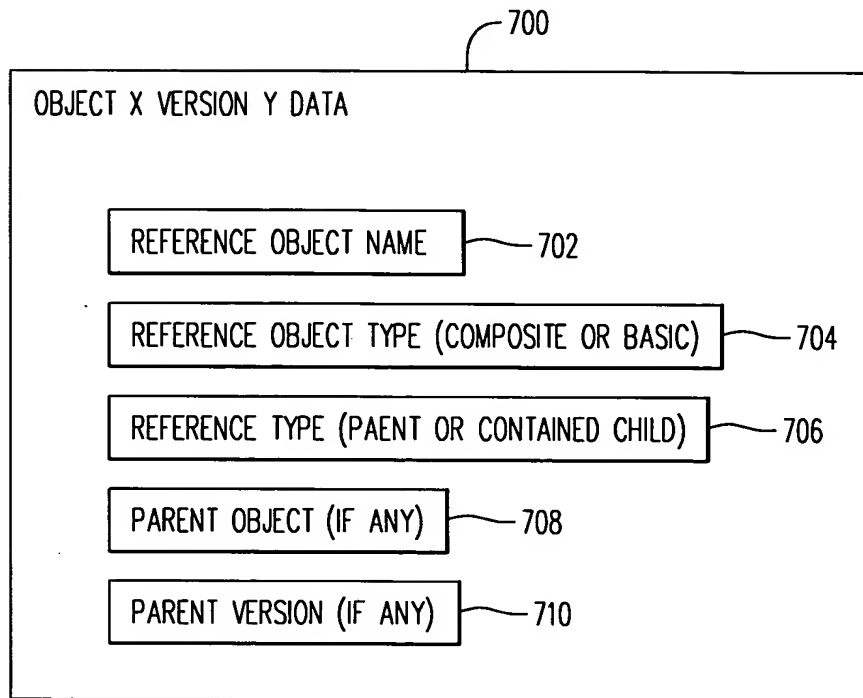 700
OBJECT X VERSION Y DATA
REFERENCE OBJECT NAME 702
REFERENCE OBJECT TYPE (COMPOSITE OR BASIC) 704
REFERENCE TYPE (PAENT OR CONTAINED CHILD) 706
PARENT OBJECT (IF ANY) 708
PARENT VERSION (IF ANY) 710